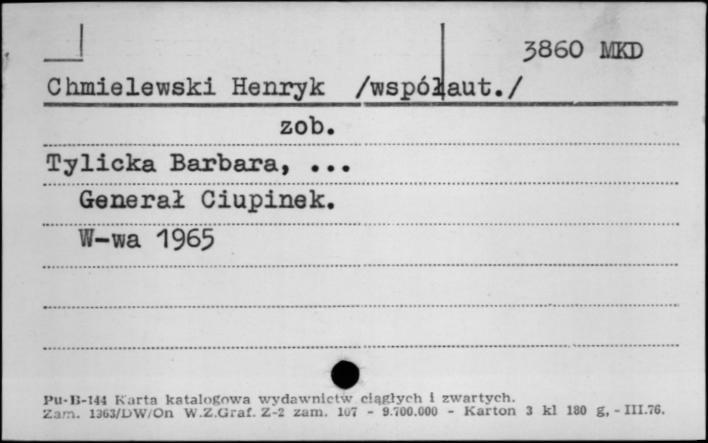 3860 MKD
Chmielewski Henryk /współaut./
zob.
Tylicka Barbara, ...
Generał Ciupinek.
W-wa 1965
Pu-B-144 Karta katalogowa wydawnictw ciągłych i zwartych.
Zam. 1363/DW/On W.Z.Graf. Z-2 zam. 107 - 9.700.000 - Karton 3 kl 180 g, - III.76.